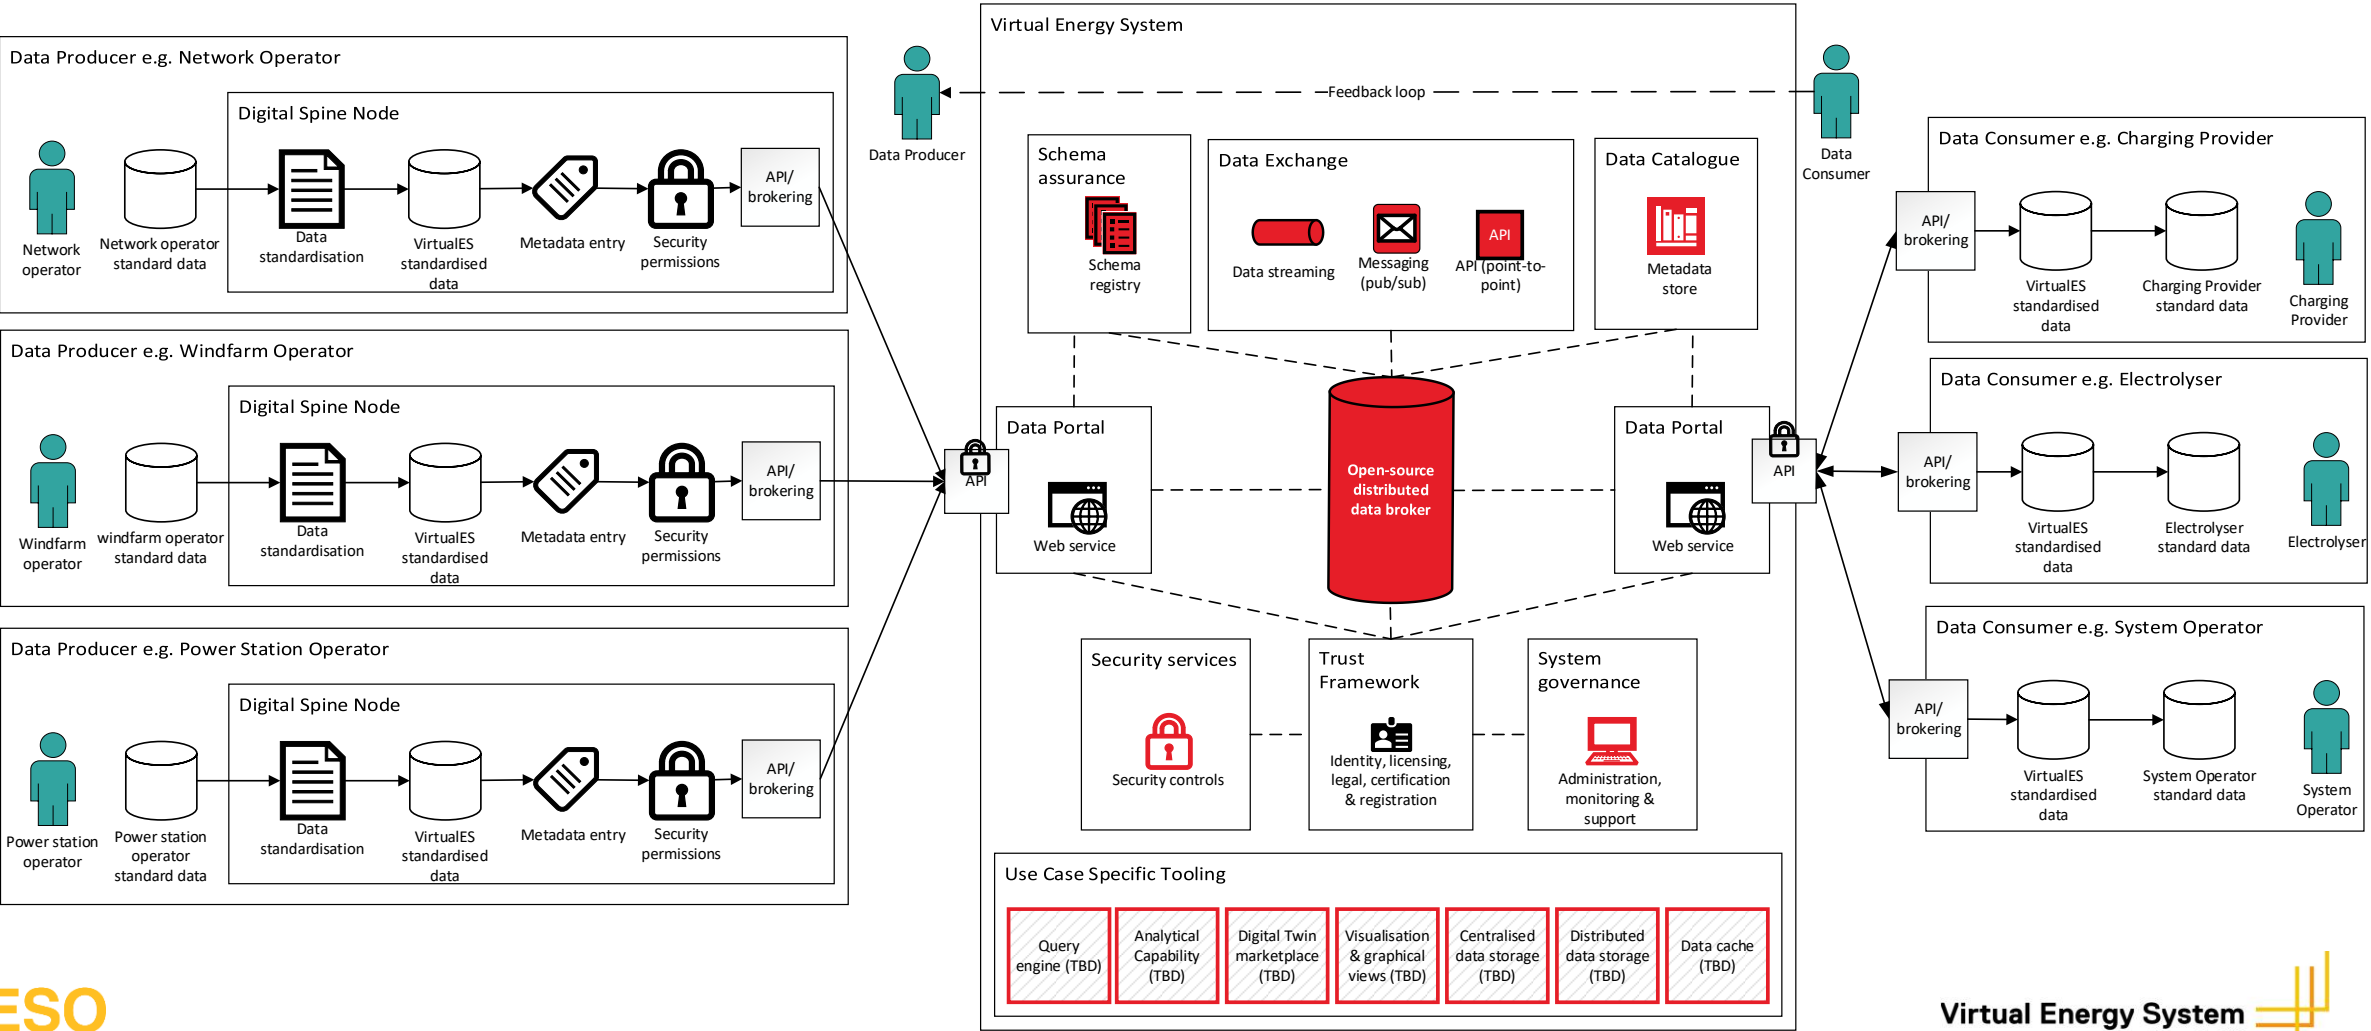 Virtual Energy System
Data Producer e.g. Network Operator
Digital Spine Node
Network
operator
Network operator
standard data
Data
standardisation
VirtualES
standardised
data
Metadata entry
Security
permissions
API/
brokering
Data Producer e.g. Windfarm Operator
Digital Spine Node
Windfarm
operator
windfarm operator
standard data
Data
standardisation
VirtualES
standardised
data
Metadata entry
Security
permissions
API/
brokering
Data Producer e.g. Power Station Operator
Digital Spine Node
Power station
operator
Power station
operator
standard data
Data
standardisation
VirtualES
standardised
data
Metadata entry
Security
permissions
API/
brokering
Data Producer
Feedback loop
Data
Consumer
Schema
assurance
Schema
registry
Data Exchange
Data streaming
Messaging
(pub/sub)
API
API (point-to-
point)
Data Catalogue
Metadata
store
API
Data Portal
Web service
Open-source
distributed
data broker
Data Portal
Web service
API
Security services
Security controls
Trust
Framework
Identity, licensing,
legal, certification
& registration
System
governance
Administration,
monitoring &
support
Use Case Specific Tooling
Query
engine (TBD)
Analytical
Capability
(TBD)
Digital Twin
marketplace
(TBD)
Visualisation
& graphical
views (TBD)
Centralised
data storage
(TBD)
Distributed
data storage
(TBD)
Data cache
(TBD)
Data Consumer e.g. Charging Provider
API/
brokering
VirtualES
standardised
data
Charging Provider
standard data
Charging
Provider
Data Consumer e.g. Electrolyser
API/
brokering
VirtualES
standardised
data
Electrolyser
standard data
Electrolyser
Data Consumer e.g. System Operator
API/
brokering
VirtualES
standardised
data
System Operator
standard data
System
Operator
ESO
Virtual Energy System